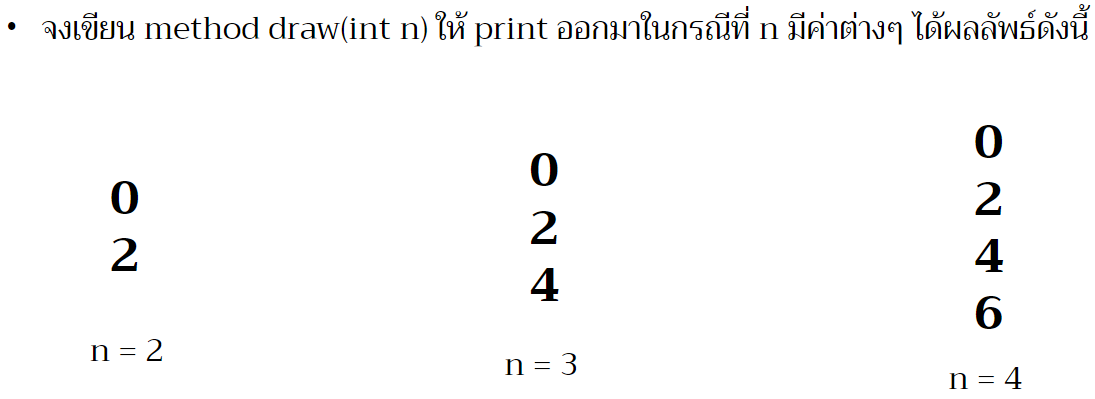 • จงเขียน method draw(int n) ให้ print ออกมาในกรณีที่ n มีค่าต่างๆ ได้ผลลัพธ์ดังนี้
0
2
n = 2
0
2
4
n = 3
0
2
4
6
n = 4